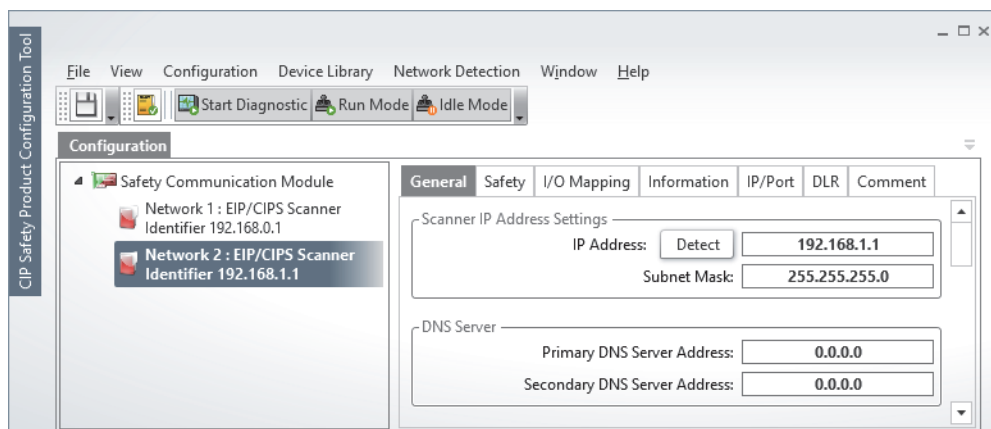 CIP Safety Product Configuration Tool
File View Configuration Device Library Network Detection Window Help
Start Diagnostic Run Mode Idle Mode
Configuration
Safety Communication Module
Network 1 : EIP/CIPS Scanner
Identifier 192.168.0.1
Network 2 : EIP/CIPS Scanner
Identifier 192.168.1.1
General Safety I/O Mapping Information IP/Port DLR Comment
Scanner IP Address Settings
IP Address: Detect 192.168.1.1
Subnet Mask: 255.255.255.0
DNS Server
Primary DNS Server Address: 0.0.0.0
Secondary DNS Server Address: 0.0.0.0